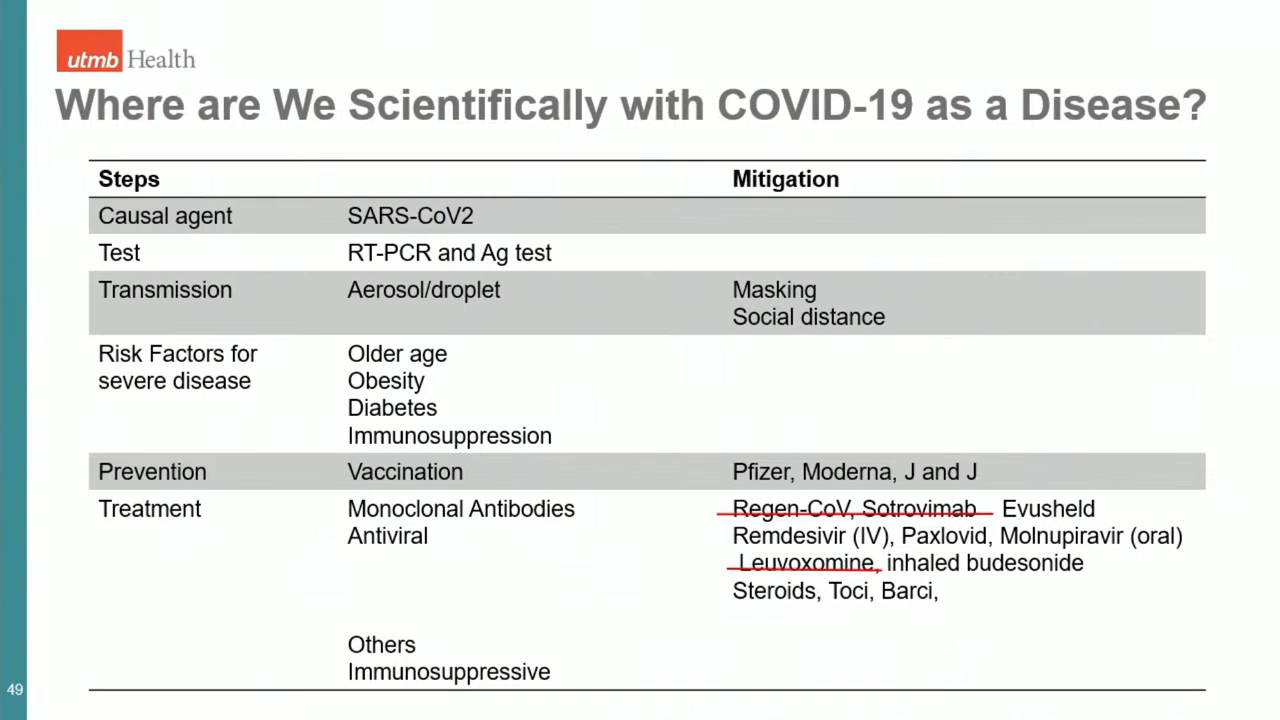 utmb Health
Where are We Scientifically with COVID-19 as a Disease?
Steps Mitigation
Causal agent SARS-CoV2
Test RT-PCR and Ag test
Transmission Aerosol/droplet Masking
Social distance
Risk Factors for Older age
severe disease Obesity
Diabetes
Immunosuppression
Prevention Vaccination Pfizer, Moderna, J and J
Treatment Monoclonal Antibodies Regen-CoV, Sotrovimab Evusheld
Antiviral Remdesivir (IV), Paxlovid, Molnupiravir (oral)
Leuvoxomine, inhaled budesonide
Steroids, Toci, Barci,
Others
Immunosuppressive
49